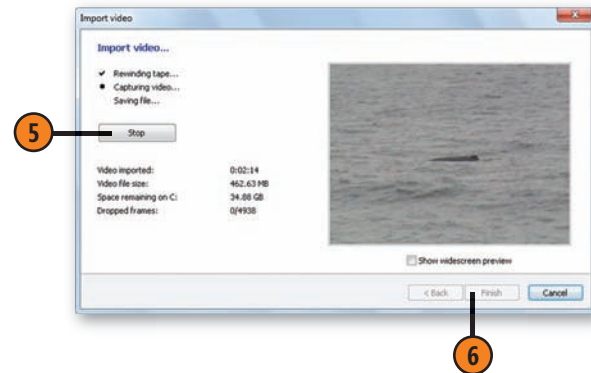 Import video
Import video...
Rewinding tape...
Capturing video...
Saving file...
5
Stop
Video imported: 0:02:14
Video file size: 462.63 MB
Space remaining on C: 34.88 GB
Dropped frames: 0/4938
Show widescreen preview
< Back Finish Cancel
6